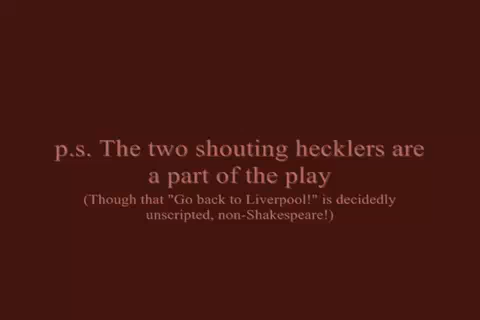 p.s. The two shouting hecklers are
a part of the play
(Though that "Go back to Liverpool!" is decidedly
unscripted, non-Shakespeare!)